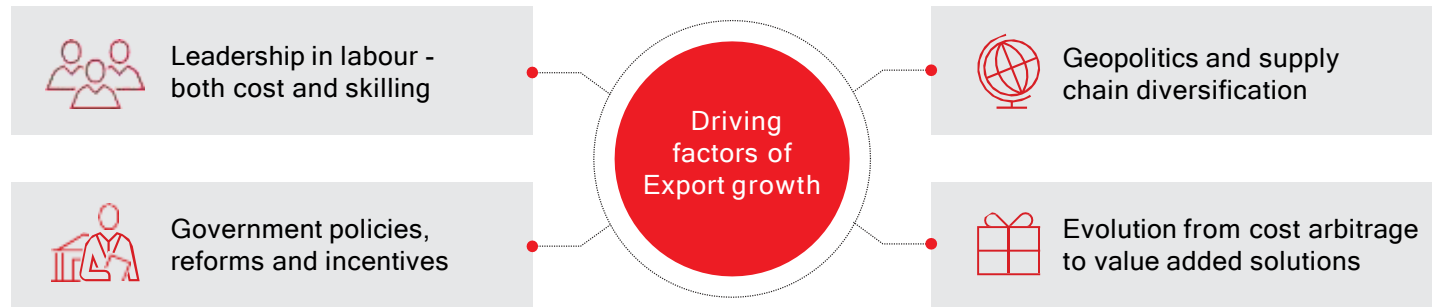 Leadership in labour -
both cost and skilling
Government policies,
reforms and incentives
Driving
factors of
Export growth
Geopolitics and supply
chain diversification
Evolution from cost arbitrage
to value added solutions